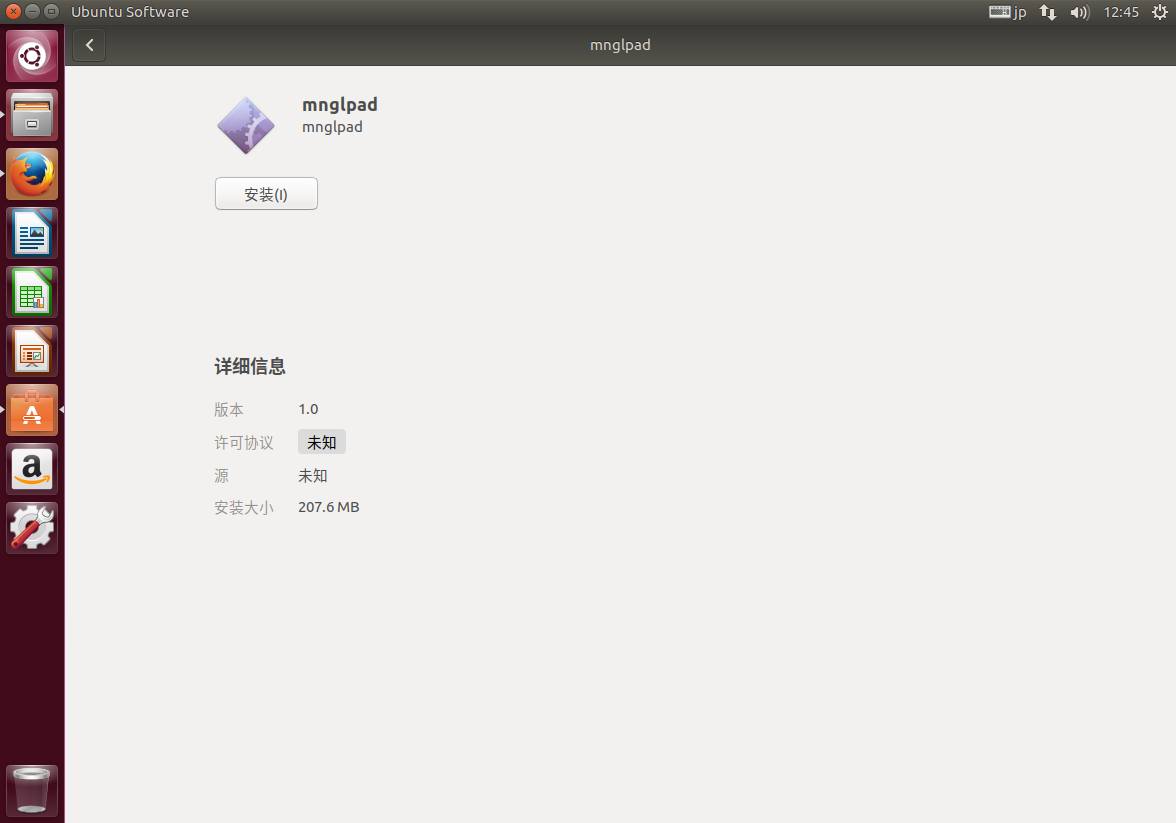 Ubuntu Software
jp
12:45
mnglpad
mnglpad
mnglpad
安装(I)
详细信息
版本 1.0
许可协议 未知
源 未知
安装大小 207.6 MB